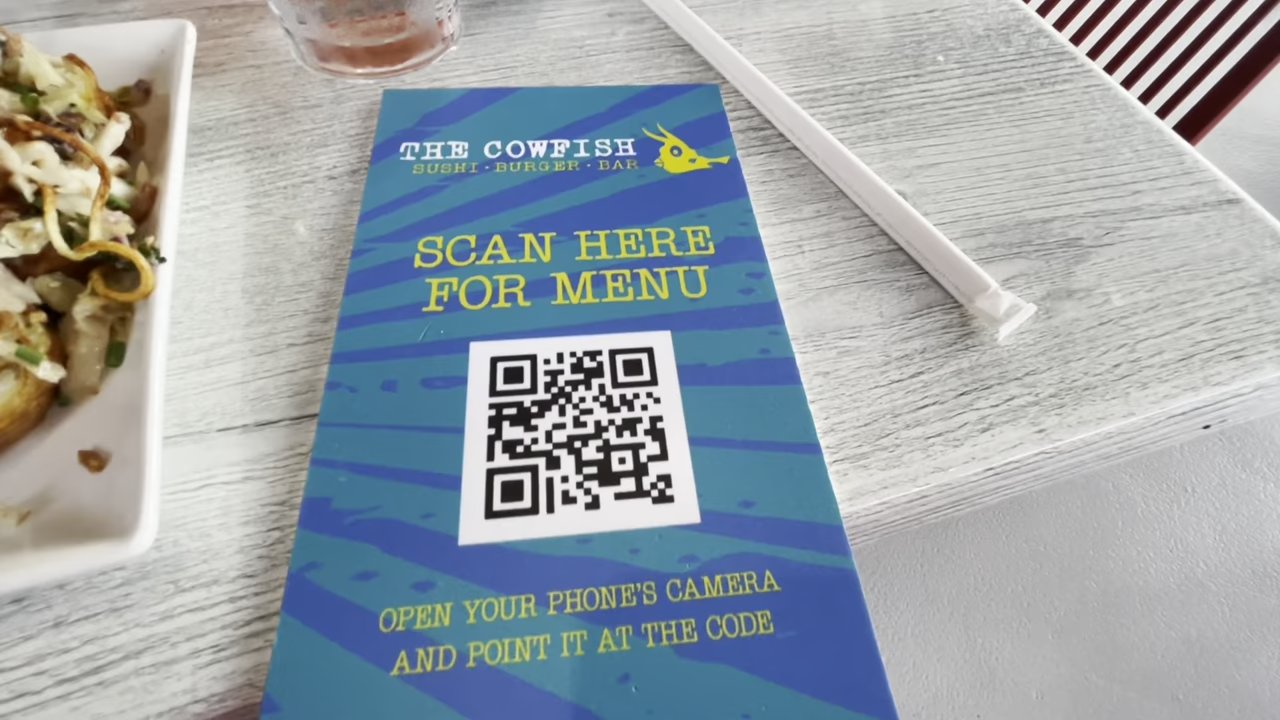 THE COWFISH
SUSHI·BURGER·BAR
SCAN HERE
FOR MENU
OPEN YOUR PHONE'S CAMERA
AND POINT IT AT THE CODE